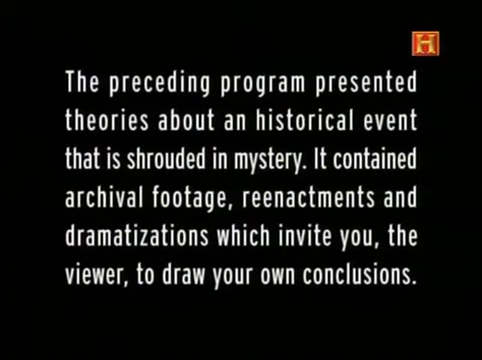 H
The preceding program presented
theories about an historical event
that is shrouded in mystery. It contained
archival footage, reenactments and
dramatizations which invite you, the
viewer, to draw your own conclusions.